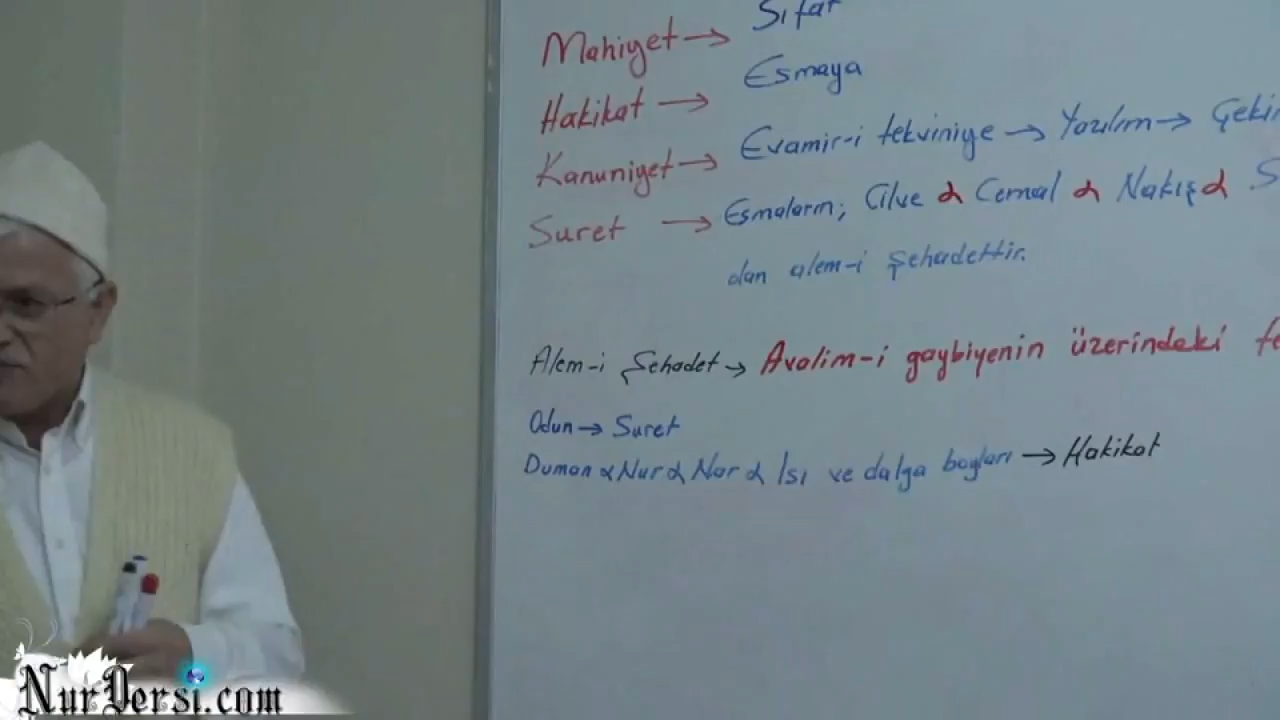 Mahiyet → Sıfat
Hakikat → Esmaya
Kanuniyet → Evamir-i tekviniye → Yazılım →
Suret → Esmaların; Cilve & Cemal & Nakış &
olan alem-i şehadettir.
Alem-i Şehadet → Avalim-i gaybiyenin üzerindeki
Odun → Suret
Duman & Nur & Nar & Isı ve dalga boyları → Hakikat
NurDersi.com